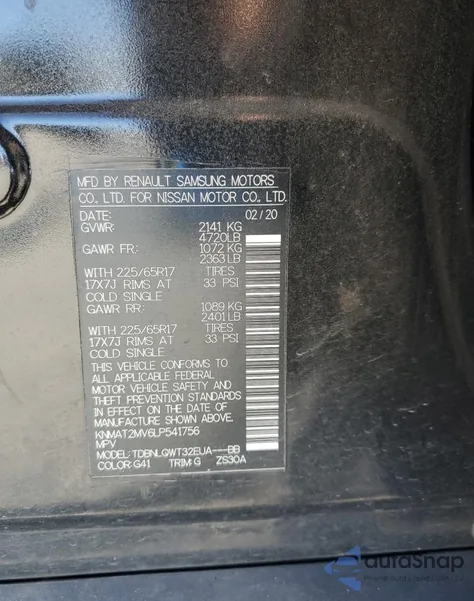 MFD BY RENAULT SAMSUNG MOTORS
CO., LTD. FOR NISSAN MOTOR CO., LTD.
DATE: 02/20
GVWR: 2141 KG
4720LB
GAWR FR: 1072 KG
2363LB
WITH 225/65R17 TIRES
17X7J RIMS AT 33 PSI
COLD SINGLE
GAWR RR: 1089 KG
2401LB
WITH 225/65R17 TIRES
17X7J RIMS AT 33 PSI
COLD SINGLE
THIS VEHICLE CONFORMS TO
ALL APPLICABLE FEDERAL
MOTOR VEHICLE SAFETY AND
THEFT PREVENTION STANDARDS
IN EFFECT ON THE DATE OF
MANUFACTURE SHOWN ABOVE.
KNMAT2MV6LP541756
MPV
MODEL: TDBNLQWT32EUA---BB
COLOR: G41 TRIM: G ZS30A
autoSnap